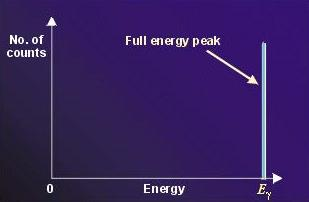 No. of
counts
Full energy peak
0
Energy
Eγ